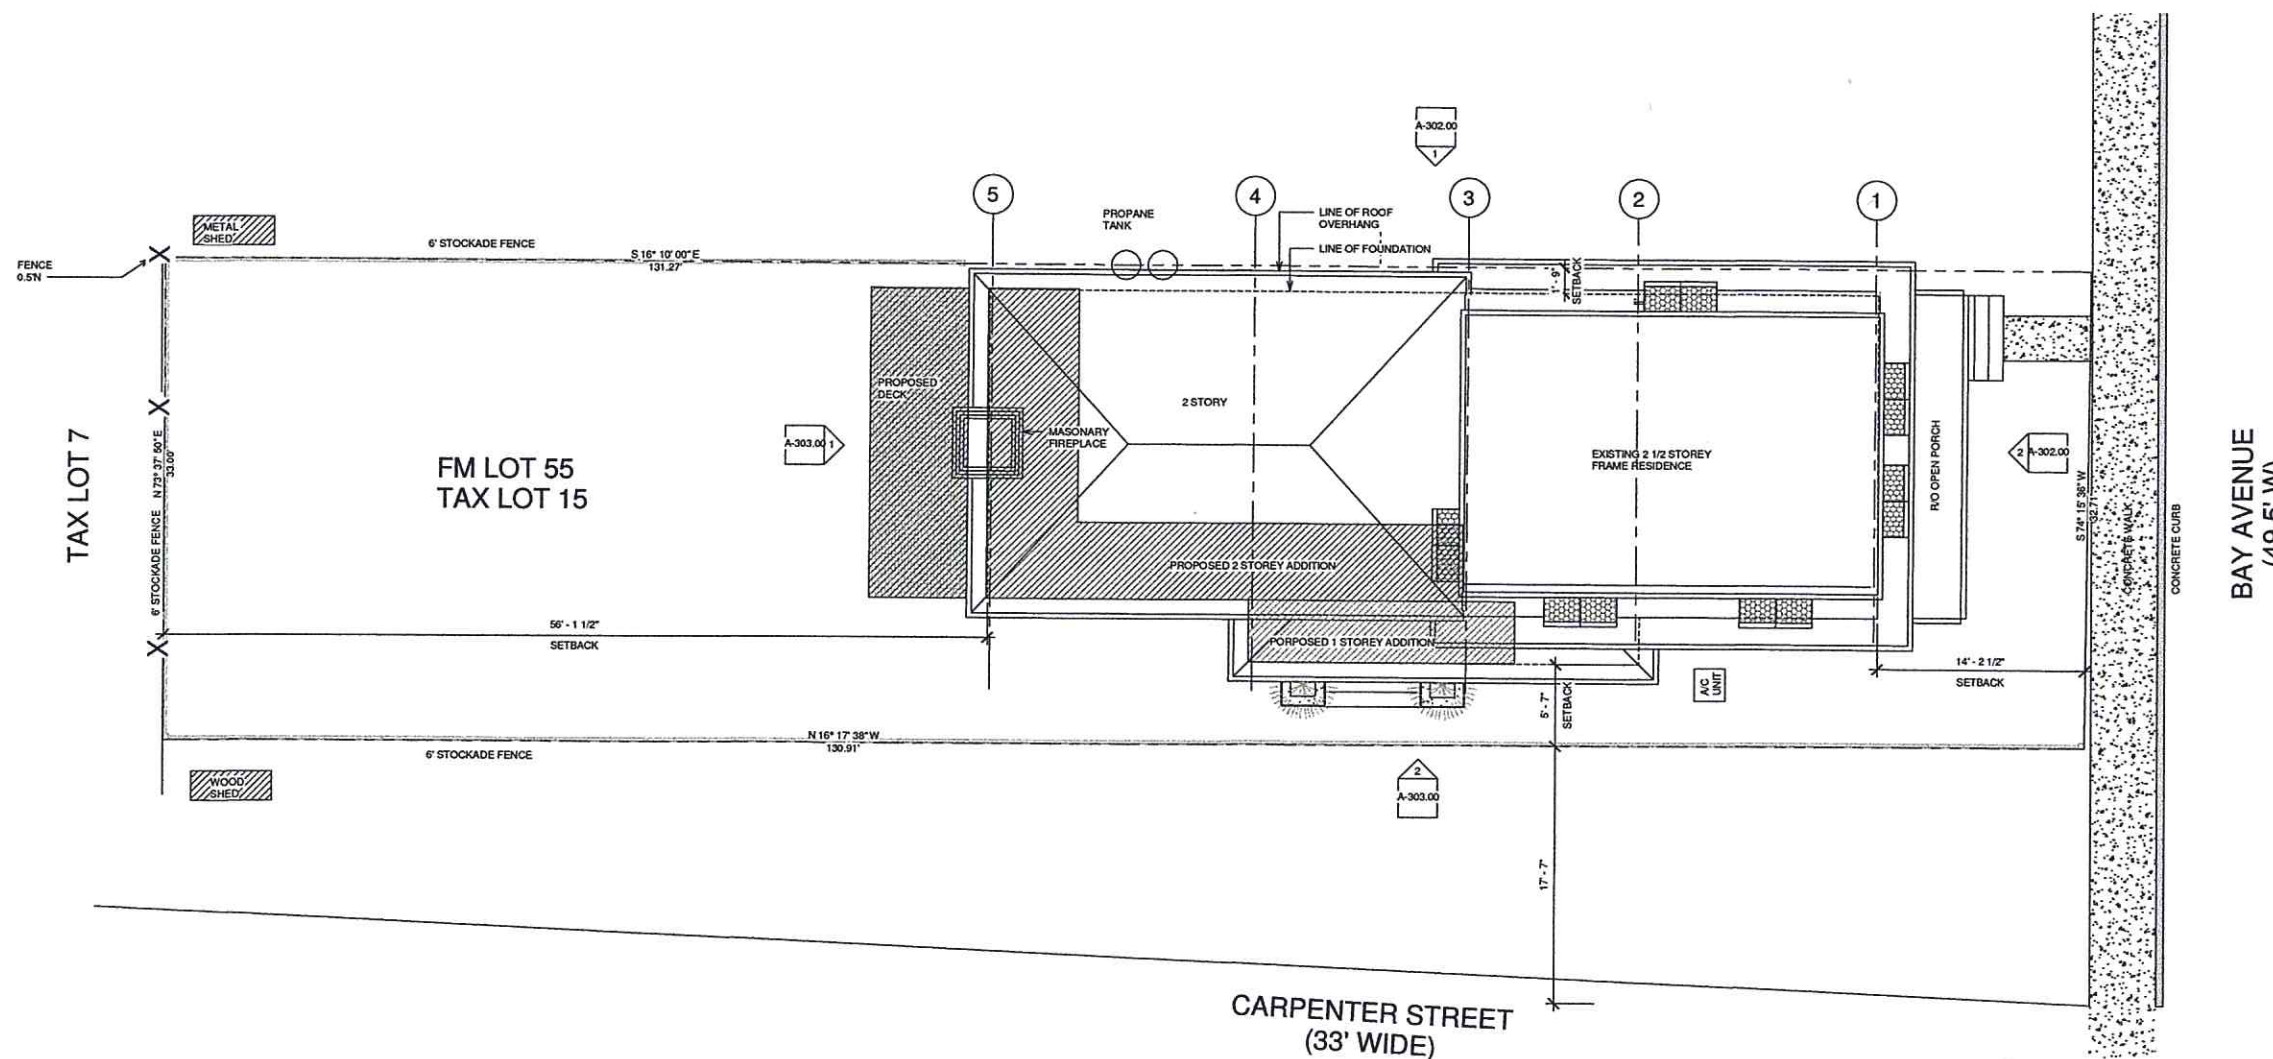 A-302.00
1
5
4
3
2
1
METAL
SHED
6' STOCKADE FENCE
S 16° 10' 00" E
131.27'
PROPANE
TANK
LINE OF ROOF
OVERHANG
LINE OF FOUNDATION
FENCE
0.5'N
1' - 9"
SETBACK
PROPOSED
DECK
2 STORY
MASONARY
FIREPLACE
A-303.00 1
EXISTING 2 1/2 STOREY
FRAME RESIDENCE
R/O OPEN PORCH
2 A-302.00
TAX LOT 7
6' STOCKADE FENCE
N 73° 37' 50" E
33.00'
FM LOT 55
TAX LOT 15
S 74° 15' 36" W
32.71'
CONCRETE WALK
CONCRETE CURB
BAY AVENUE
(49.5' W)
PROPOSED 2 STOREY ADDITION
PORPOSED 1 STOREY ADDITION
56' - 1 1/2"
SETBACK
14' - 2 1/2"
SETBACK
A/C
UNIT
5' - 7"
SETBACK
N 16° 17' 38" W
130.91'
6' STOCKADE FENCE
WOOD
SHED
2
A-303.00
17' - 7"
CARPENTER STREET
(33' WIDE)